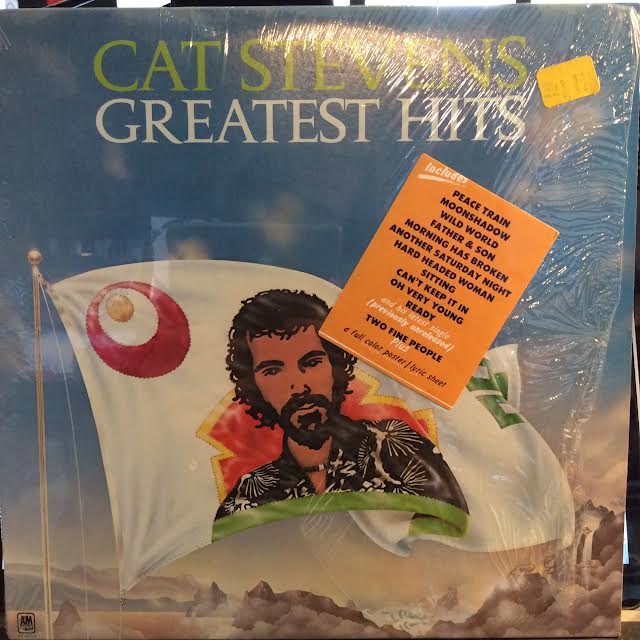 CAT STEVENS
GREATEST HITS
Includes
PEACE TRAIN
MOONSHADOW
WILD WORLD
FATHER & SON
MORNING HAS BROKEN
ANOTHER SATURDAY NIGHT
HARD HEADED WOMAN
SITTING
CAN'T KEEP IT IN
OH VERY YOUNG
READY
and his latest single
(previously unreleased)
TWO FINE PEOPLE
Plus!
a full color poster/lyric sheet
A&M